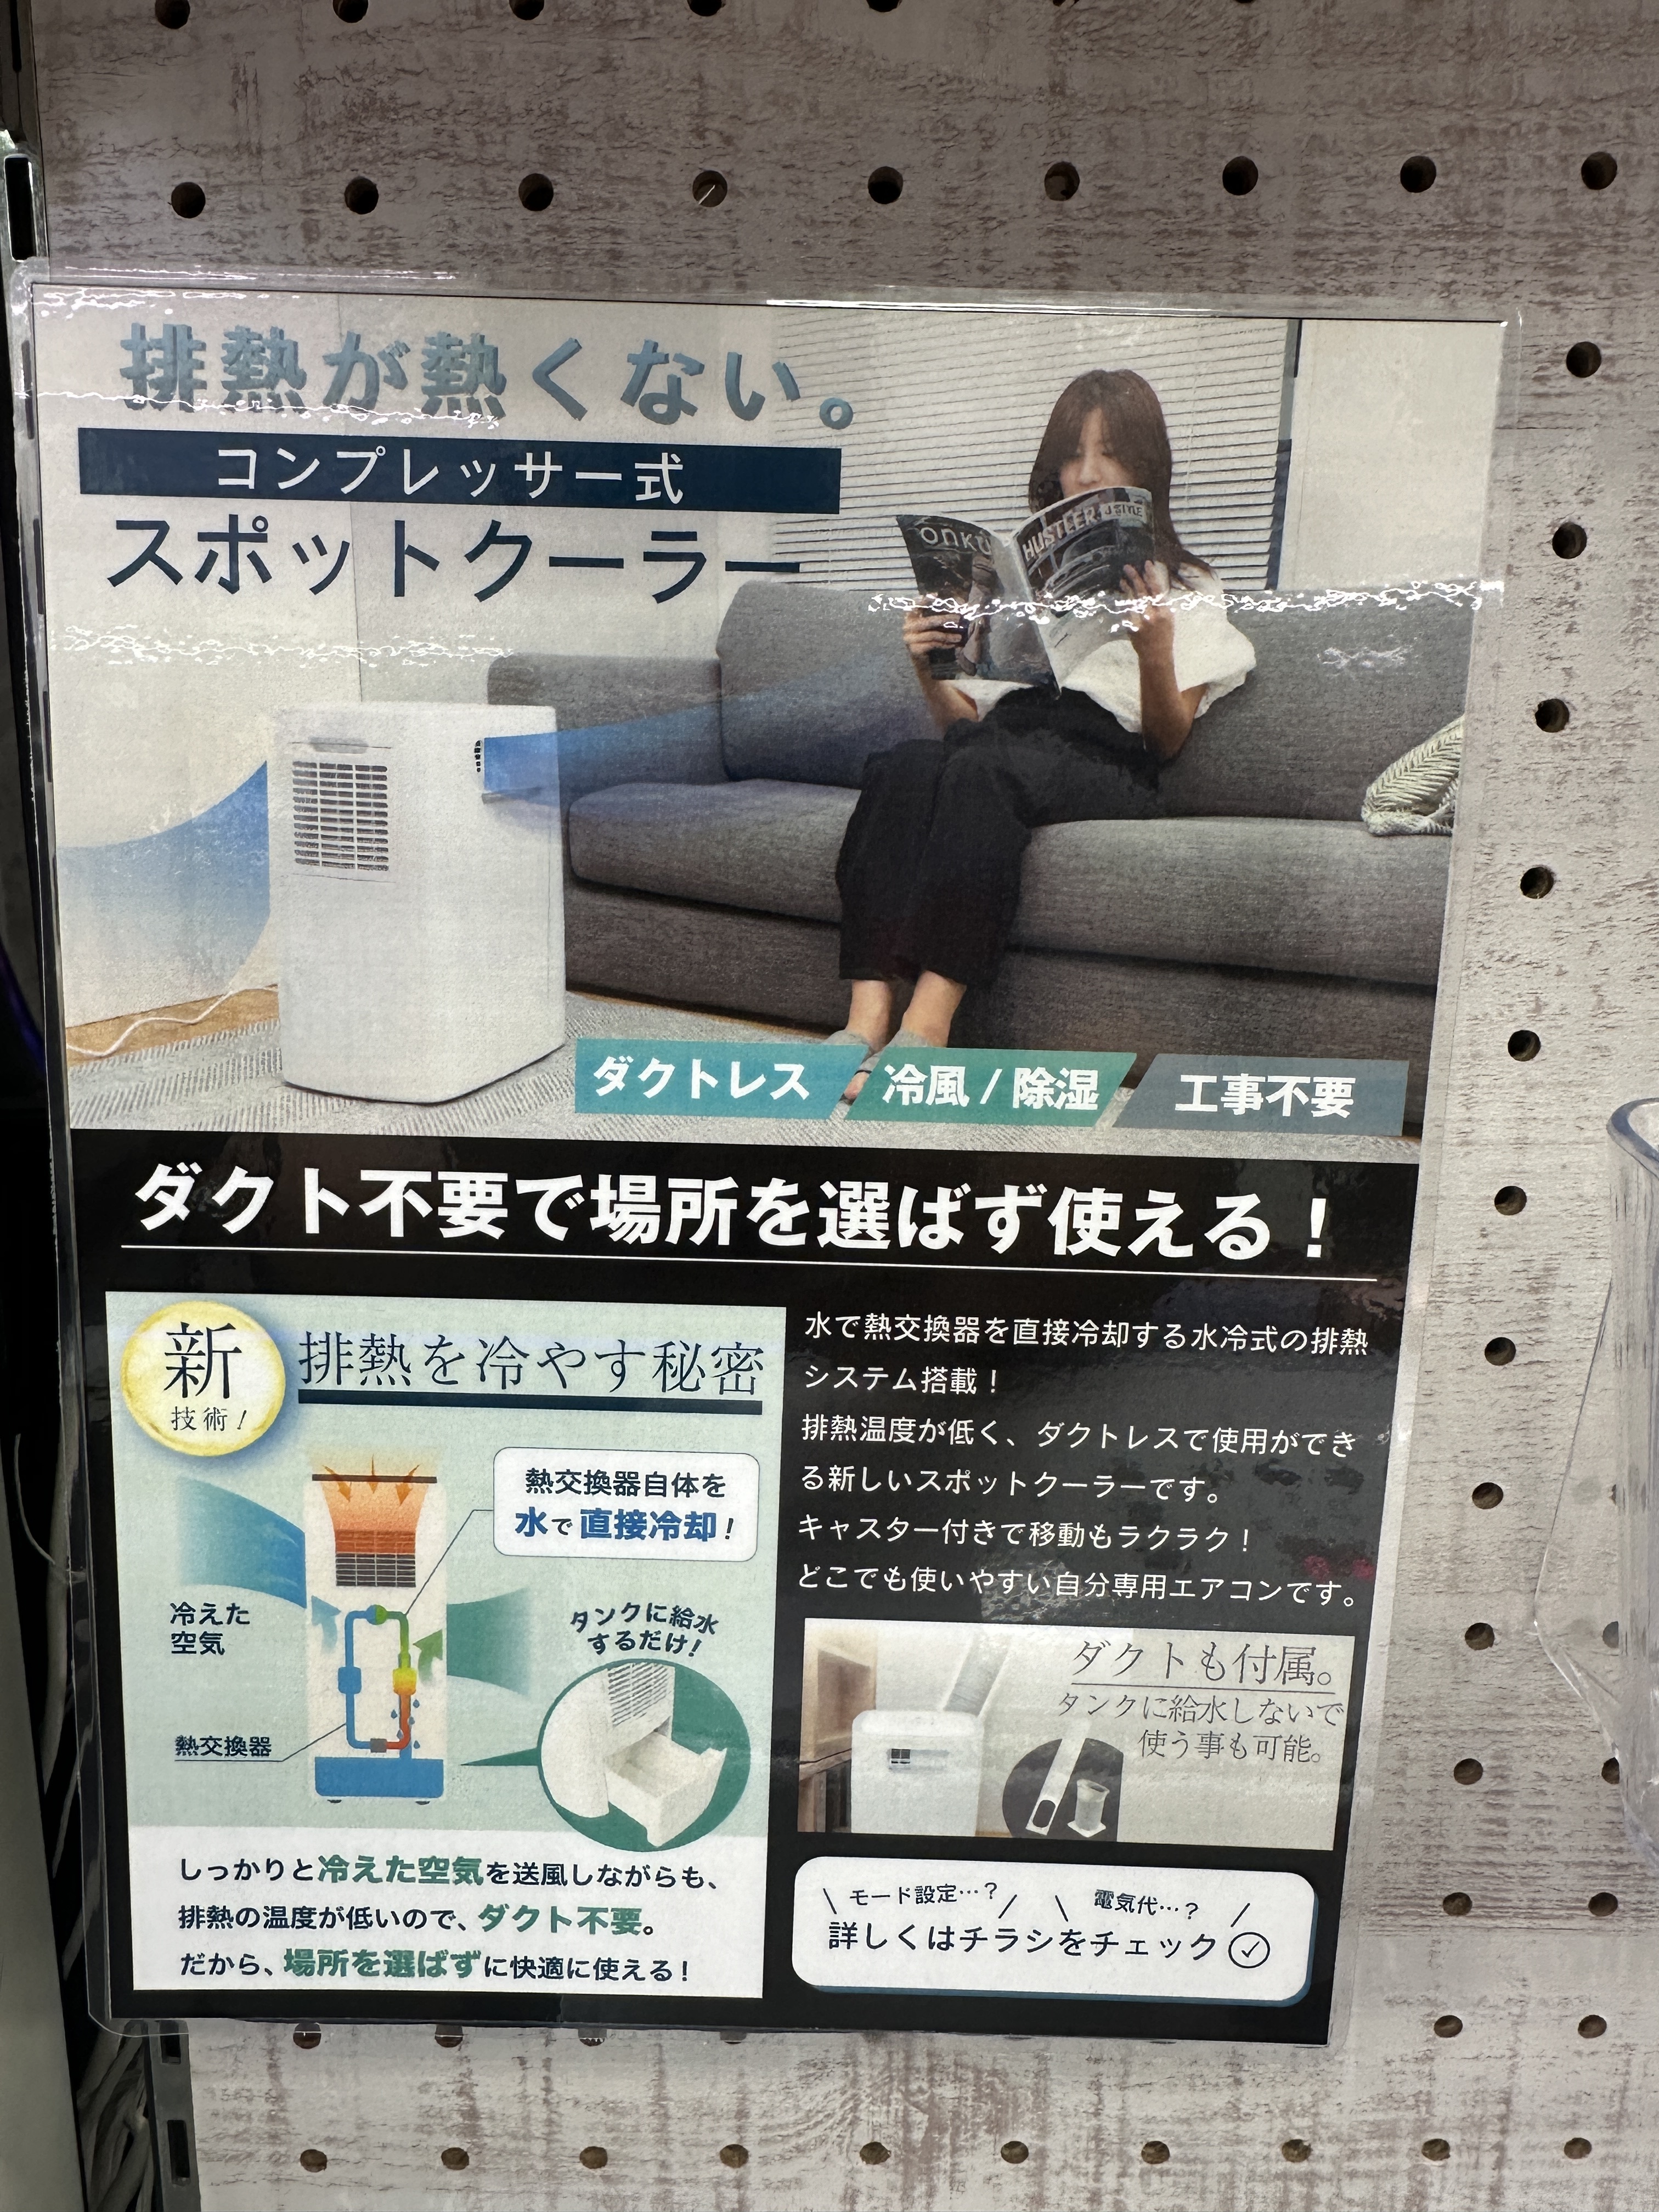 排熱が熱くない。
コンプレッサー式
スポットクーラー
onku
HUSTLER
J STYLE
ダクトレス
冷風 / 除湿
工事不要
ダクト不要で場所を選ばず使える！
新
技術！
排熱を冷やす秘密
熱交換器自体を
水で直接冷却！
冷えた
空気
タンクに給水
するだけ！
熱交換器
しっかりと冷えた空気を送風しながらも、
排熱の温度が低いので、ダクト不要。
だから、場所を選ばずに快適に使える！
水で熱交換器を直接冷却する水冷式の排熱
システム搭載！
排熱温度が低く、ダクトレスで使用ができ
る新しいスポットクーラーです。
キャスター付きで移動もラクラク！
どこでも使いやすい自分専用エアコンです。
ダクトも付属。
タンクに給水しないで
使う事も可能。
モード設定…？
電気代…？
詳しくはチラシをチェック